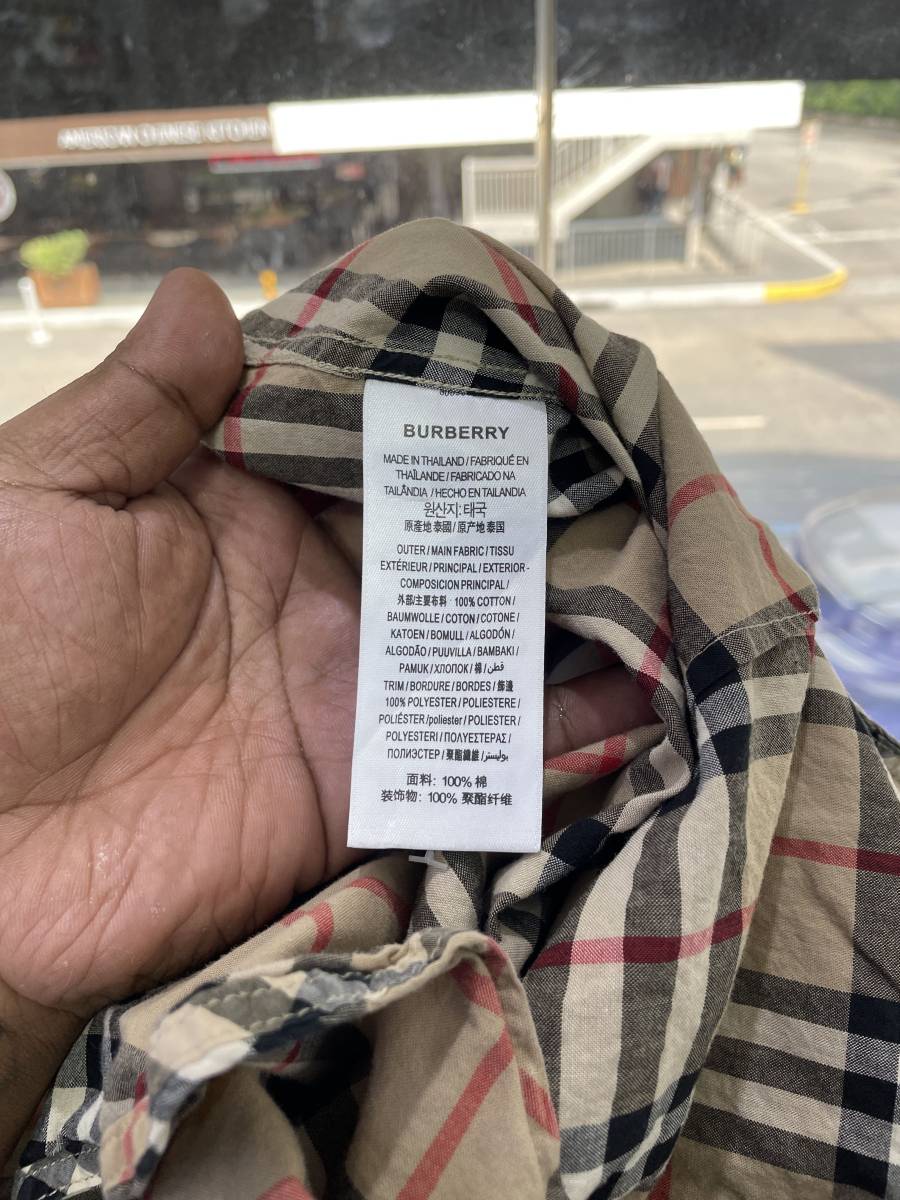 BURBERRY
MADE IN THAILAND / FABRIQUÉ EN
THAÏLANDE / FABRICADO NA
TAILÂNDIA / HECHO EN TAILANDIA
원산지: 태국
原產地 泰國 / 原产地 泰国
OUTER / MAIN FABRIC / TISSU
EXTÉRIEUR / PRINCIPAL / EXTERIOR-
COMPOSICION PRINCIPAL /
外部/主要布料 · 100% COTTON /
BAUMWOLLE / COTON / COTONE /
KATOEN / BOMULL / ALGODÓN /
ALGODÃO / PUUVILLA / BAMBAKI /
PAMUK / ХЛОПОК / 棉 / قطن
TRIM / BORDURE / BORDES / 飾邊
100% POLYESTER / POLIESTERE /
POLIÉSTER /poliester / POLIESTER /
POLYESTERI / ΠΟΛΥΕΣΤΕΡΑΣ /
ПОЛИЭСТЕР / 聚酯纖維 / بوليستر
面料: 100% 棉
装饰物: 100% 聚酯纤维